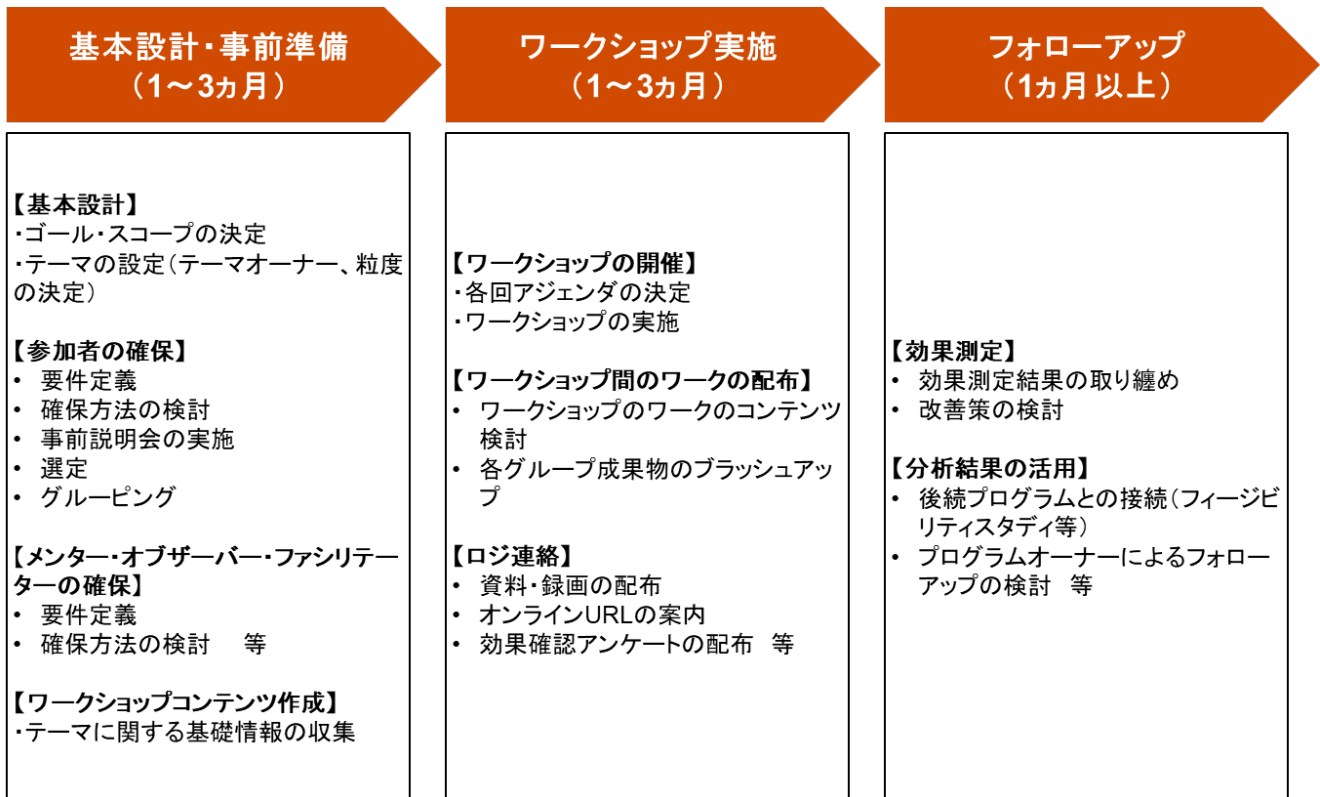 基本設計・事前準備
（1～3ヵ月）
【基本設計】
・ゴール・スコープの決定
・テーマの設定（テーマオーナー、粒度
の決定）
【参加者の確保】
• 要件定義
• 確保方法の検討
• 事前説明会の実施
• 選定
• グルーピング
【メンター・オブザーバー・ファシリテー
ターの確保】
• 要件定義
• 確保方法の検討　等
【ワークショップコンテンツ作成】
・テーマに関する基礎情報の収集
ワークショップ実施
（1～3ヵ月）
【ワークショップの開催】
・各回アジェンダの決定
・ワークショップの実施
【ワークショップ間のワークの配布】
• ワークショップのワークのコンテンツ
検討
• 各グループ成果物のブラッシュアッ
プ
【ロジ連絡】
• 資料・録画の配布
• オンラインURLの案内
• 効果確認アンケートの配布　等
フォローアップ
（1ヵ月以上）
【効果測定】
• 効果測定結果の取り纏め
• 改善策の検討
【分析結果の活用】
• 後続プログラムとの接続（フィージビ
リティスタディ等）
• プログラムオーナーによるフォロー
アップの検討　等